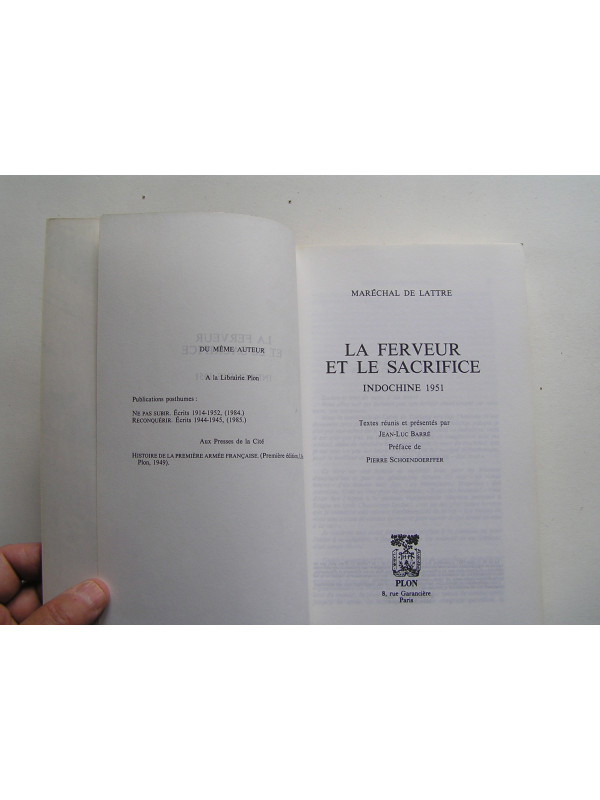 DU MÊME AUTEUR
A la Librairie Plon
Publications posthumes :
NE PAS SUBIR. Écrits 1914-1952, (1984.)
RECONQUÉRIR. Écrits 1944-1945, (1985.)
Aux Presses de la Cité
HISTOIRE DE LA PREMIÈRE ARMÉE FRANÇAISE. (Première édition
Plon, 1949).
MARÉCHAL DE LATTRE
LA FERVEUR
ET LE SACRIFICE
INDOCHINE 1951
Textes réunis et présentés par
JEAN-LUC BARRÉ
Préface de
PIERRE SCHOENDOERFFER
PLON
8, rue Garancière
Paris